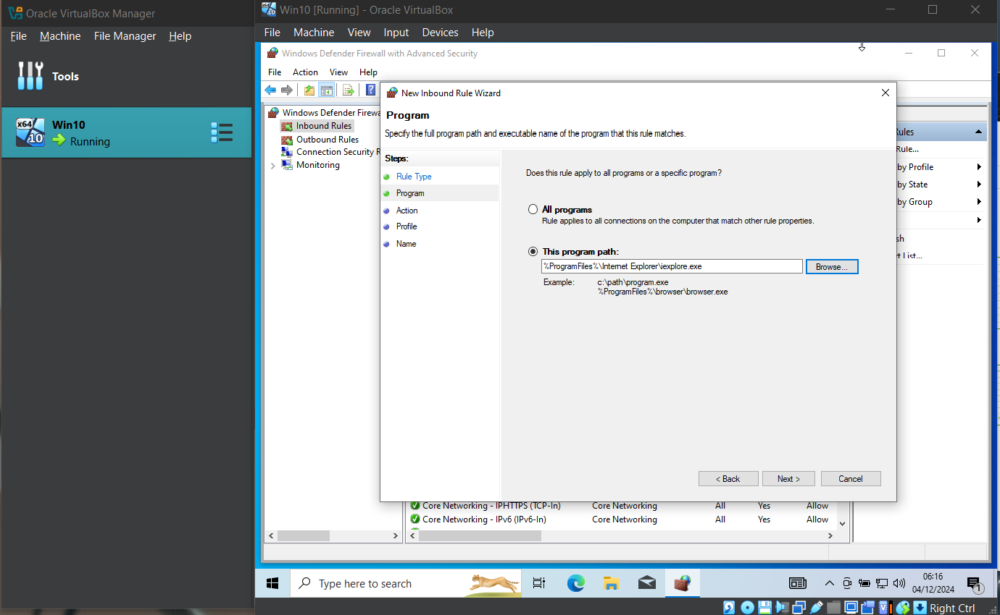 Oracle VirtualBox Manager
File Machine File Manager Help
Tools
x64
10
Win10
Running
x64
10
Win10 [Running] - Oracle VirtualBox
File Machine View Input Devices Help
Windows Defender Firewall with Advanced Security
File Action View Help
Windows Defender Firewa
Inbound Rules
Outbound Rules
Connection Security R
Monitoring
New Inbound Rule Wizard
Program
Specify the full program path and executable name of the program that this rule matches.
Steps:
Rule Type
Program
Action
Profile
Name
Does this rule apply to all programs or a specific program?
All programs
Rule applies to all connections on the computer that match other rule properties.
This program path:
%ProgramFiles%\Internet Explorer\iexplore.exe
Browse...
Example: c:\path\program.exe
%ProgramFiles%\browser\browser.exe
< Back Next > Cancel
Rules
Rule...
by Profile
by State
by Group
sh
t List...
Core Networking - IPHTTPS (TCP-In) Core Networking All Yes Allow
Core Networking - IPv6 (IPv6-In) Core Networking All Yes Allow
Type here to search
06:16
04/12/2024
1
Right Ctrl